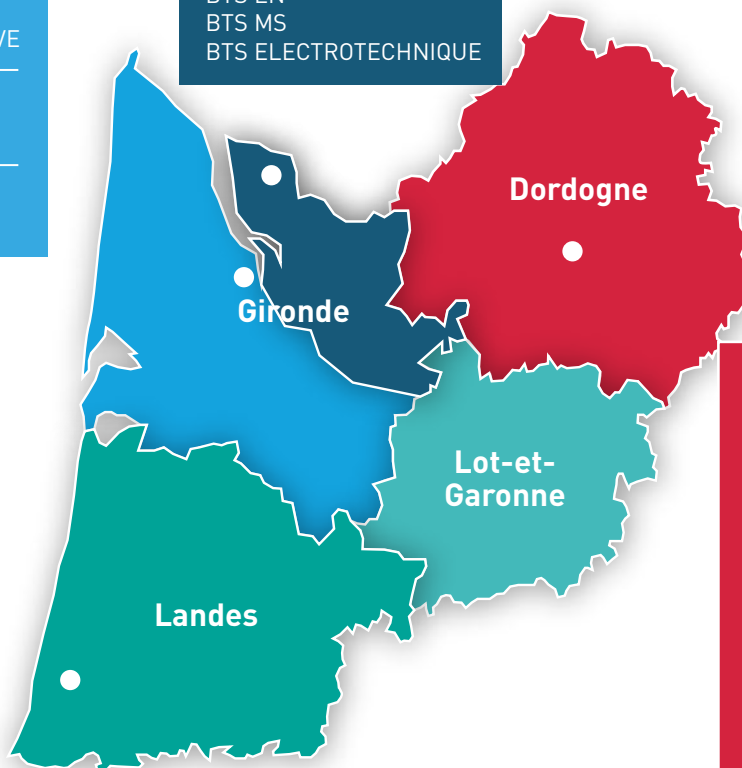 BTS MS
BTS ELECTROTECHNIQUE
Dordogne
Gironde
Lot-et-
Garonne
Landes